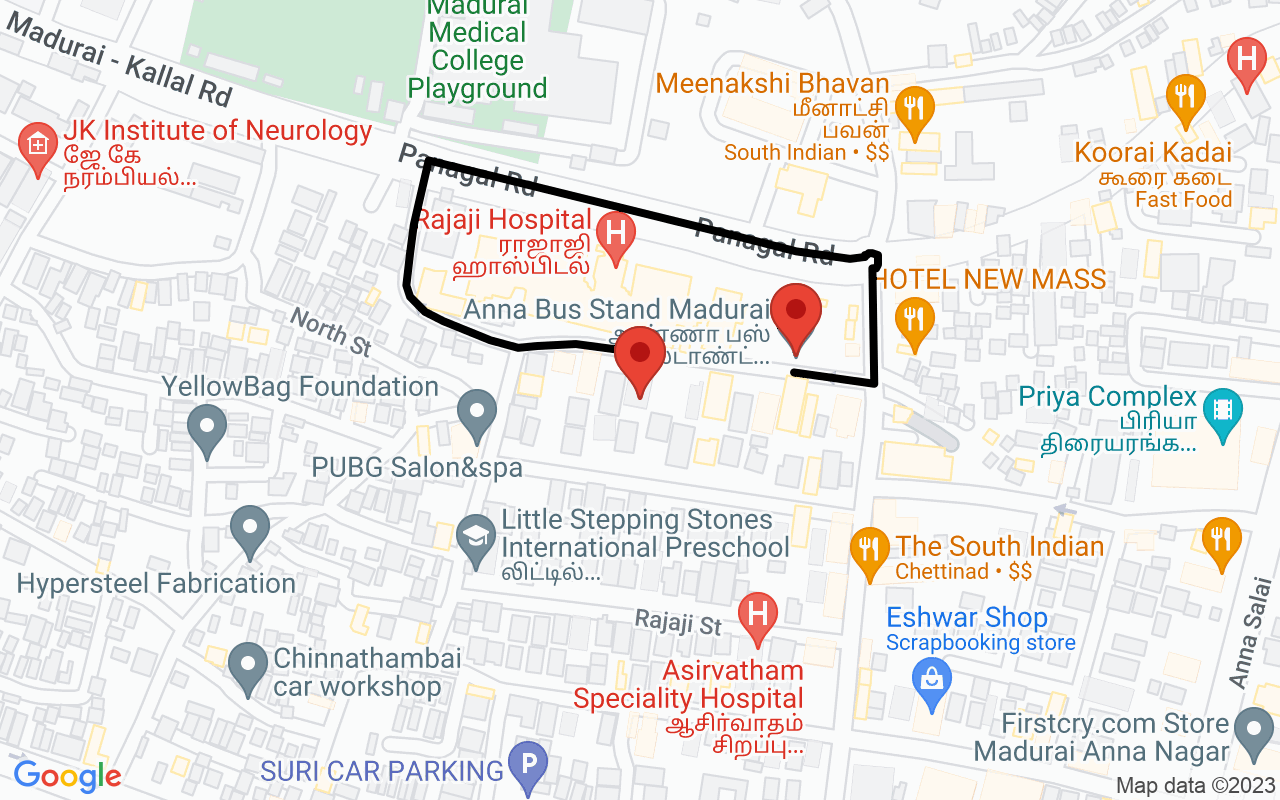 Madurai
Medical
College
Playground
Madurai - Kallal Rd
JK Institute of Neurology
ஜே கே
நரம்பியல்...
Meenakshi Bhavan
மீனாட்சி
பவன்
South Indian • $$
H
Koorai Kadai
கூரை கடை
Fast Food
Panagal Rd
Rajaji Hospital
ராஜாஜி
ஹாஸ்பிடல்
H
Panagal Rd
HOTEL NEW MASS
Anna Bus Stand Madurai
பஸ்
North St
YellowBag Foundation
PUBG Salon&spa
Priya Complex
பிரியா
திரையரங்க...
Little Stepping Stones
International Preschool
லிட்டில்...
The South Indian
Chettinad • $$
Hypersteel Fabrication
Rajaji St
H
Eshwar Shop
Scrapbooking store
Anna Salai
Chinnathambai
car workshop
Asirvatham
Speciality Hospital
ஆசிர்வாதம்
சிறப்பு...
Firstcry.com Store
Madurai Anna Nagar
SURI CAR PARKING
P
Google
Map data ©2023